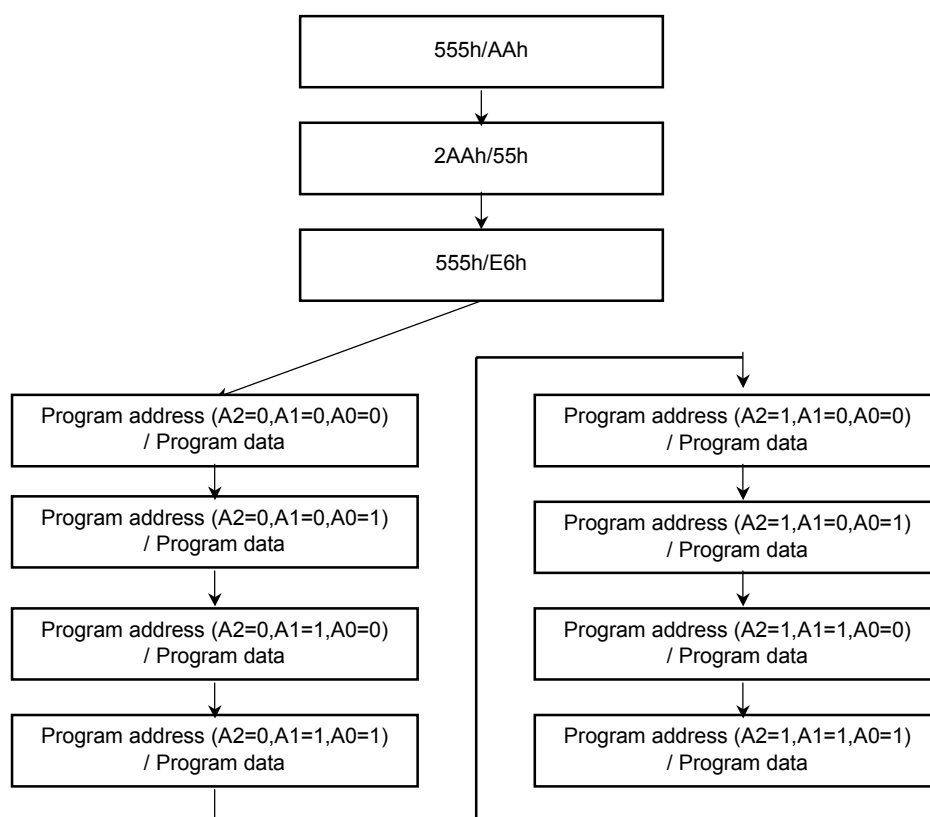 555h/AAh
2AAh/55h
555h/E6h
Program address (A2=0,A1=0,A0=0)
/ Program data
Program address (A2=0,A1=0,A0=1)
/ Program data
Program address (A2=0,A1=1,A0=0)
/ Program data
Program address (A2=0,A1=1,A0=1)
/ Program data
Program address (A2=1,A1=0,A0=0)
/ Program data
Program address (A2=1,A1=0,A0=1)
/ Program data
Program address (A2=1,A1=1,A0=0)
/ Program data
Program address (A2=1,A1=1,A0=1)
/ Program data